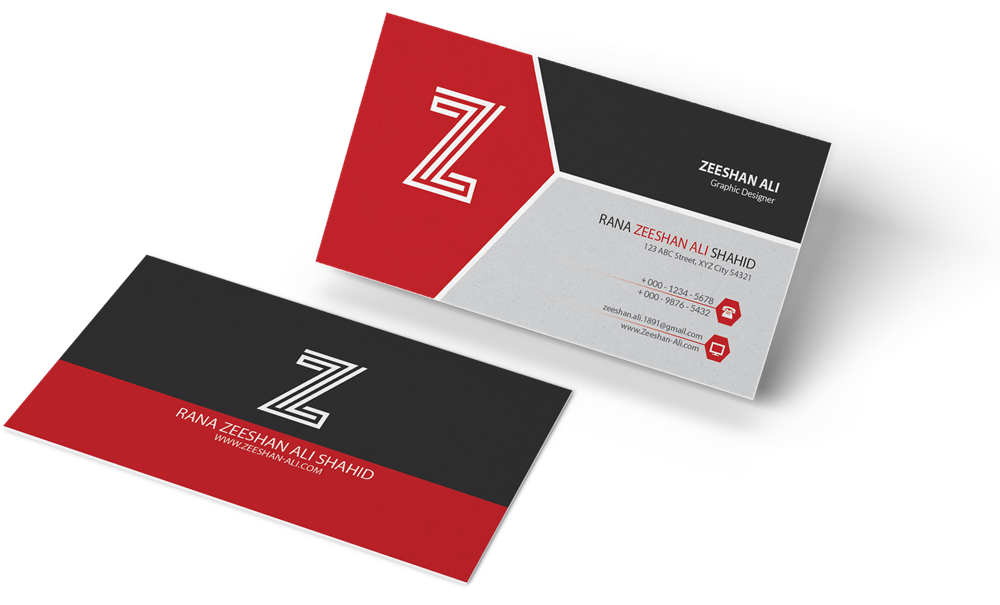 Z
ZEESHAN ALI
Graphic Designer
RANA ZEESHAN ALI SHAHID
123 ABC Street, XYZ City 54321
+ 000 - 1234 - 5678
+ 000 - 9876 - 5432
zeeshan.ali.1891@gmail.com
www.Zeeshan-Ali.com
Z
RANA ZEESHAN ALI SHAHID
WWW.ZEESHAN-ALI.COM